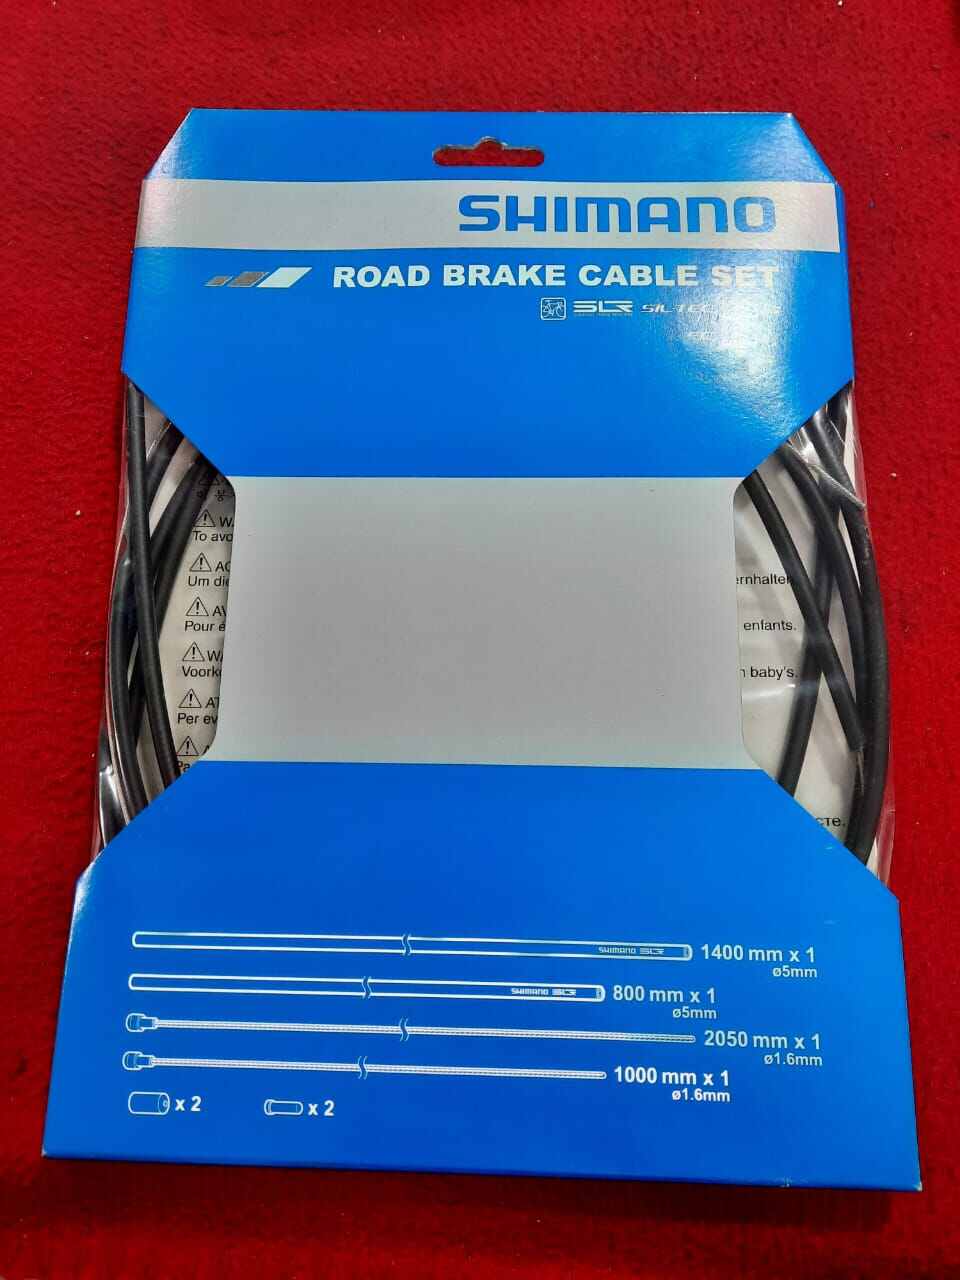 SHIMANO
ROAD BRAKE CABLE SET
SLR SIL-TEC
To avo
Um die
ernhalten
Pour é
enfants.
Voorko
n baby's.
Per ev
SHIMANO SLR
1400 mm x 1
ø5mm
SHIMANO SLR
800 mm x 1
ø5mm
2050 mm x 1
ø1.6mm
1000 mm x 1
ø1.6mm
x 2
x 2